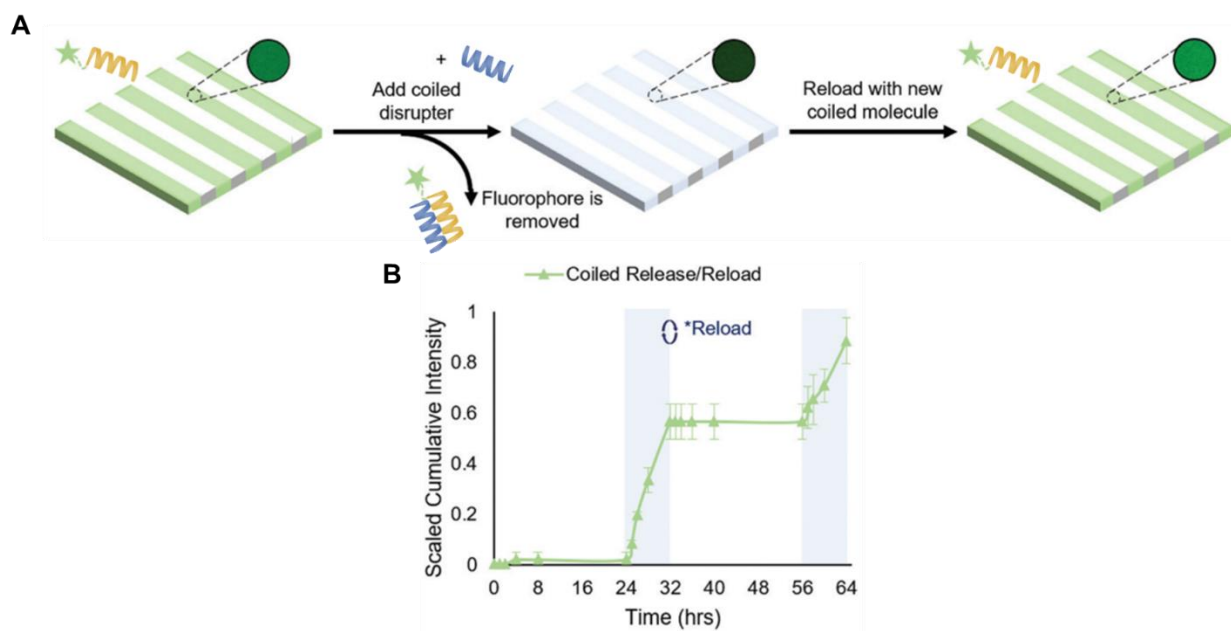 A
+
Add coiled
disrupter
Fluorophore is
removed
Reload with new
coiled molecule
B
Coiled Release/Reload
*Reload
Scaled Cumulative Intensity
1
0.8
0.6
0.4
0.2
0
0 8 16 24 32 40 48 56 64
Time (hrs)